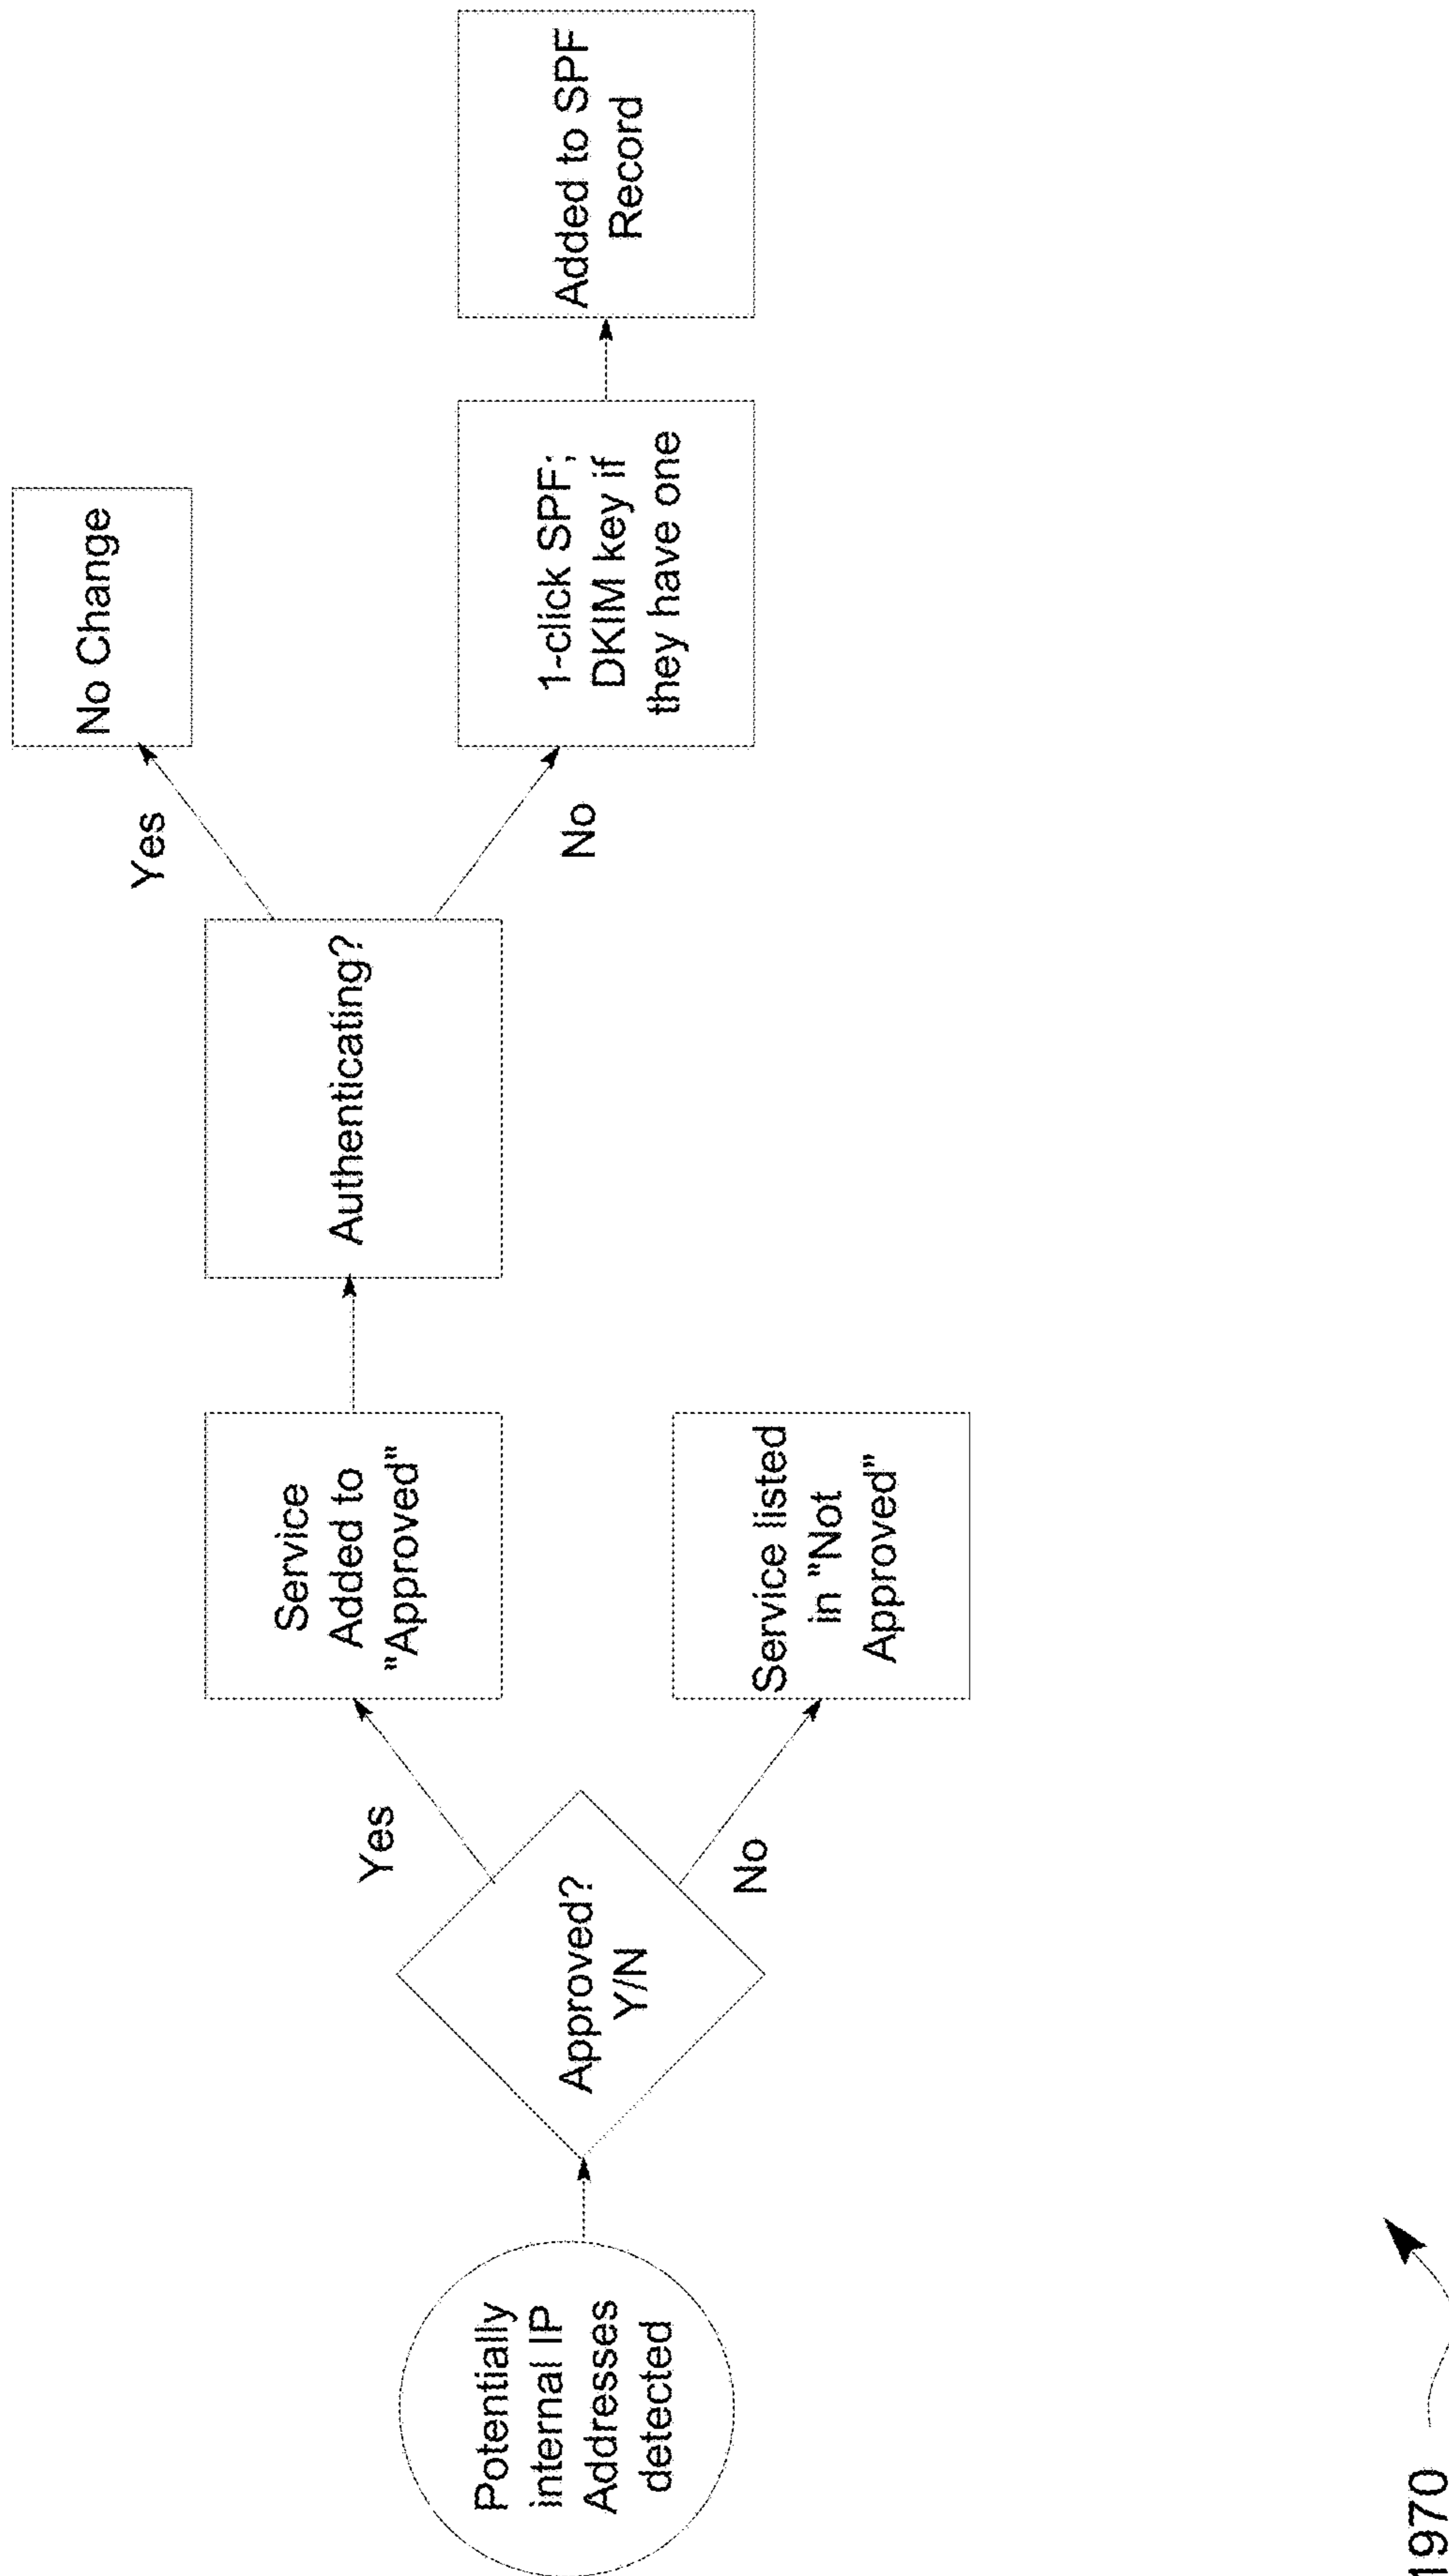 Potentially
internal IP
Addresses
detected
Approved?
Y/N
Yes
No
Service
Added to
"Approved"
Service listed
in "Not
Approved"
Authenticating?
Yes
No
No Change
1-click SPF;
DKIM key if
they have one
Added to SPF
Record
1970